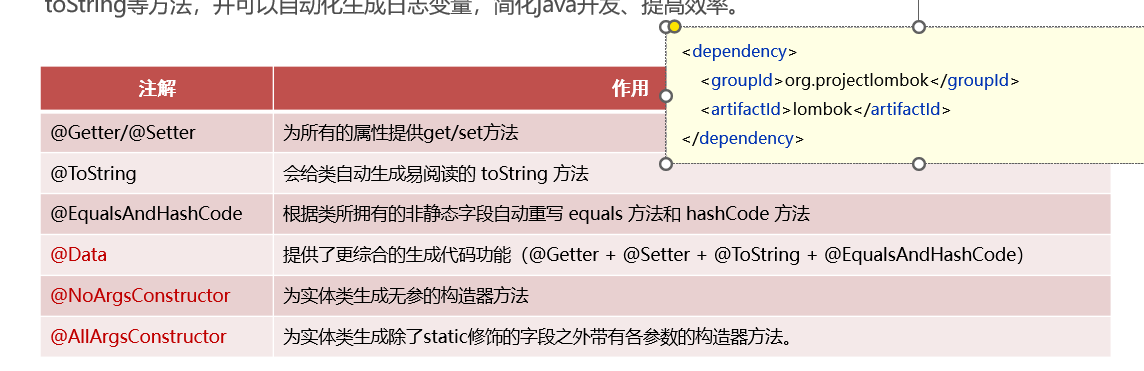 toString等方法，并可以自动化生成日志变量，简化java开发、提高效率。
<dependency>
<groupId>org.projectlombok</groupId>
<artifactId>lombok</artifactId>
</dependency>
注解 作用
@Getter/@Setter 为所有的属性提供get/set方法
@ToString 会给类自动生成易阅读的 toString 方法
@EqualsAndHashCode 根据类所拥有的非静态字段自动重写 equals 方法和 hashCode 方法
@Data 提供了更综合的生成代码功能（@Getter + @Setter + @ToString + @EqualsAndHashCode）
@NoArgsConstructor 为实体类生成无参的构造器方法
@AllArgsConstructor 为实体类生成除了static修饰的字段之外带有各参数的构造器方法。